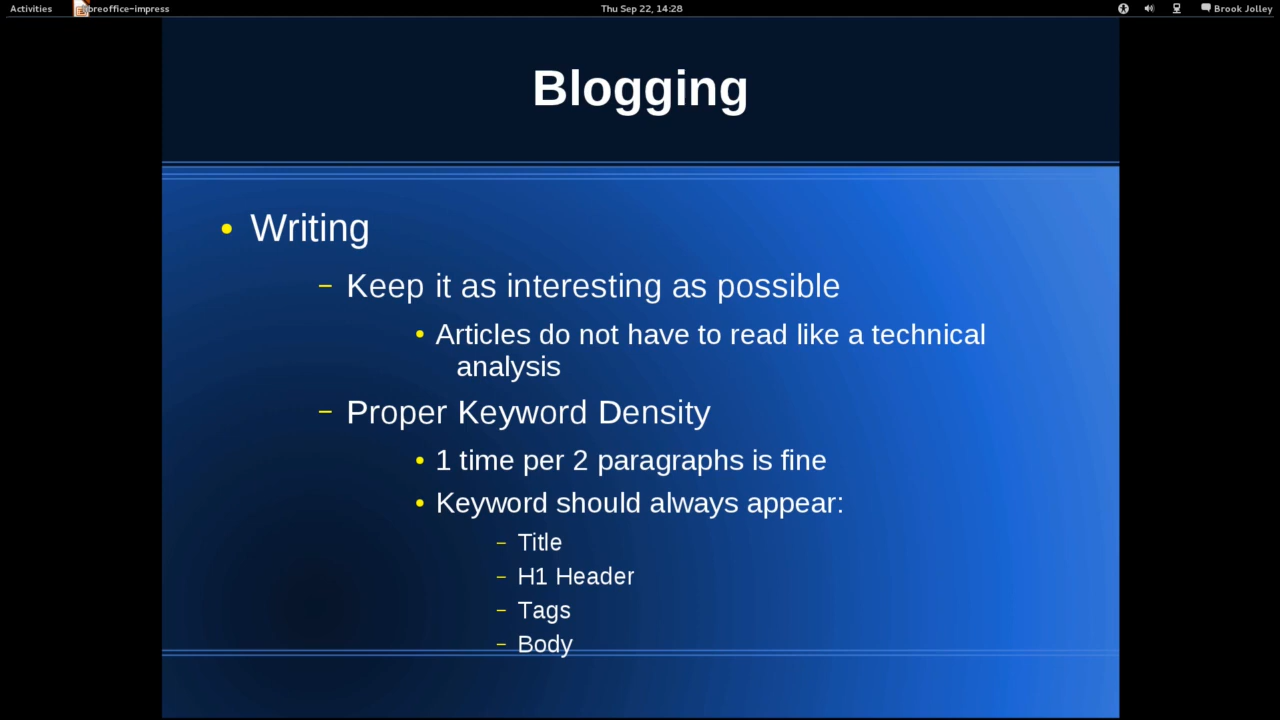 Activities breoffice-impress Thu Sep 22, 14:28 Brook Jolley
Blogging
• Writing
– Keep it as interesting as possible
• Articles do not have to read like a technical
analysis
– Proper Keyword Density
• 1 time per 2 paragraphs is fine
• Keyword should always appear:
– Title
– H1 Header
– Tags
– Body